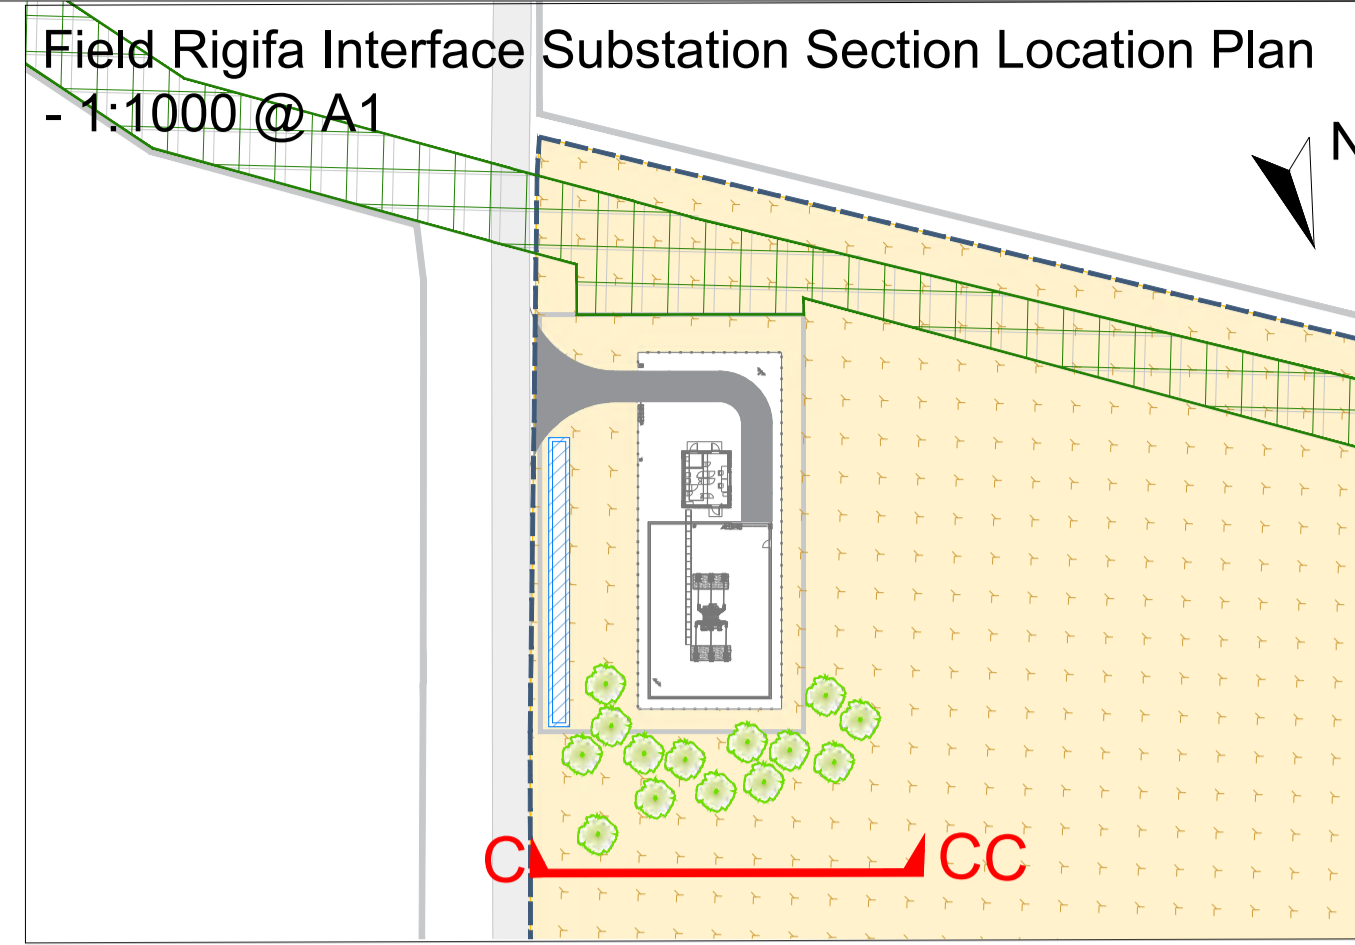 Field Rigifa Interface Substation Section Location Plan
- 1:1000 @ A1
N
C
CC